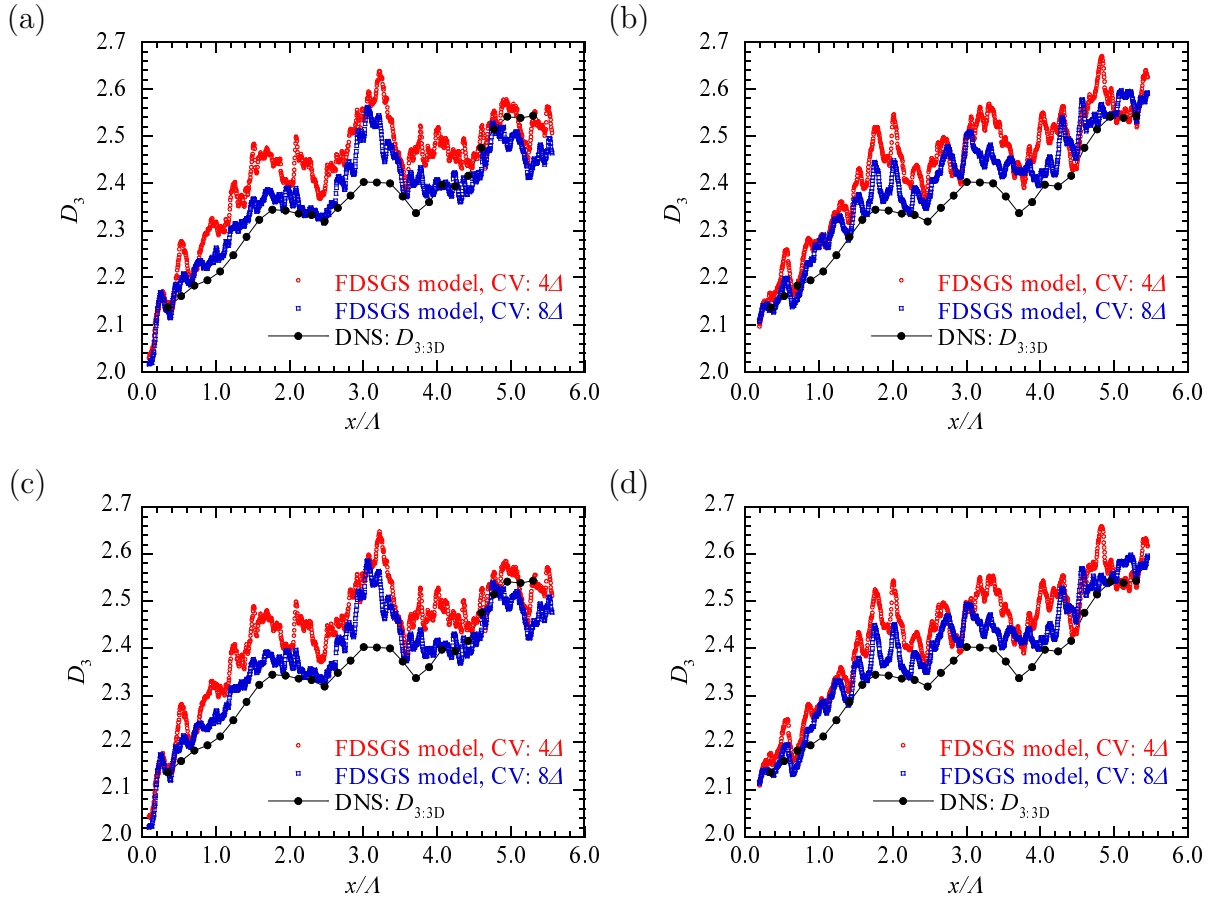 (a)
2.7
2.6
2.5
2.4
2.3
2.2
2.1
2.0
D3
FDSGS model, CV: 4Δ
FDSGS model, CV: 8Δ
DNS: D3:3D
0.0 1.0 2.0 3.0 4.0 5.0 6.0
x/Λ
(b)
2.7
2.6
2.5
2.4
2.3
2.2
2.1
2.0
D3
FDSGS model, CV: 4Δ
FDSGS model, CV: 8Δ
DNS: D3:3D
0.0 1.0 2.0 3.0 4.0 5.0 6.0
x/Λ
(c)
2.7
2.6
2.5
2.4
2.3
2.2
2.1
2.0
D3
FDSGS model, CV: 4Δ
FDSGS model, CV: 8Δ
DNS: D3:3D
0.0 1.0 2.0 3.0 4.0 5.0 6.0
x/Λ
(d)
2.7
2.6
2.5
2.4
2.3
2.2
2.1
2.0
D3
FDSGS model, CV: 4Δ
FDSGS model, CV: 8Δ
DNS: D3:3D
0.0 1.0 2.0 3.0 4.0 5.0 6.0
x/Λ